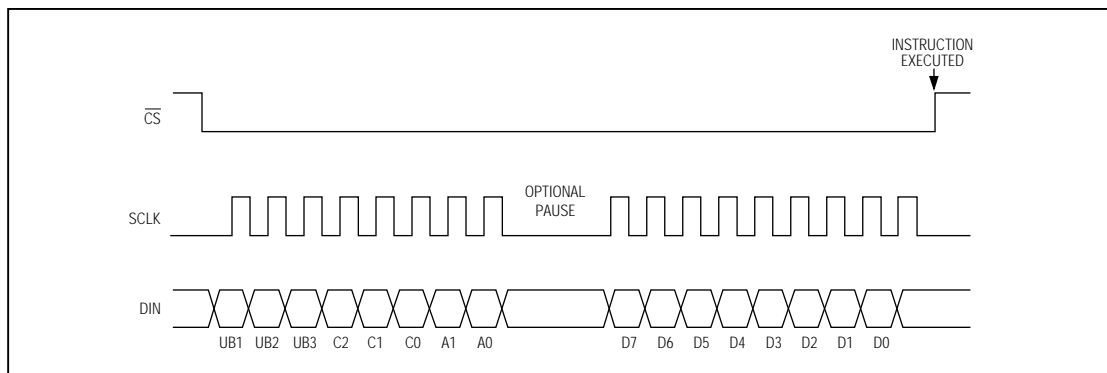 INSTRUCTION
EXECUTED
CS
OPTIONAL
PAUSE
SCLK
DIN
UB1 UB2 UB3 C2 C1 C0 A1 A0 D7 D6 D5 D4 D3 D2 D1 D0